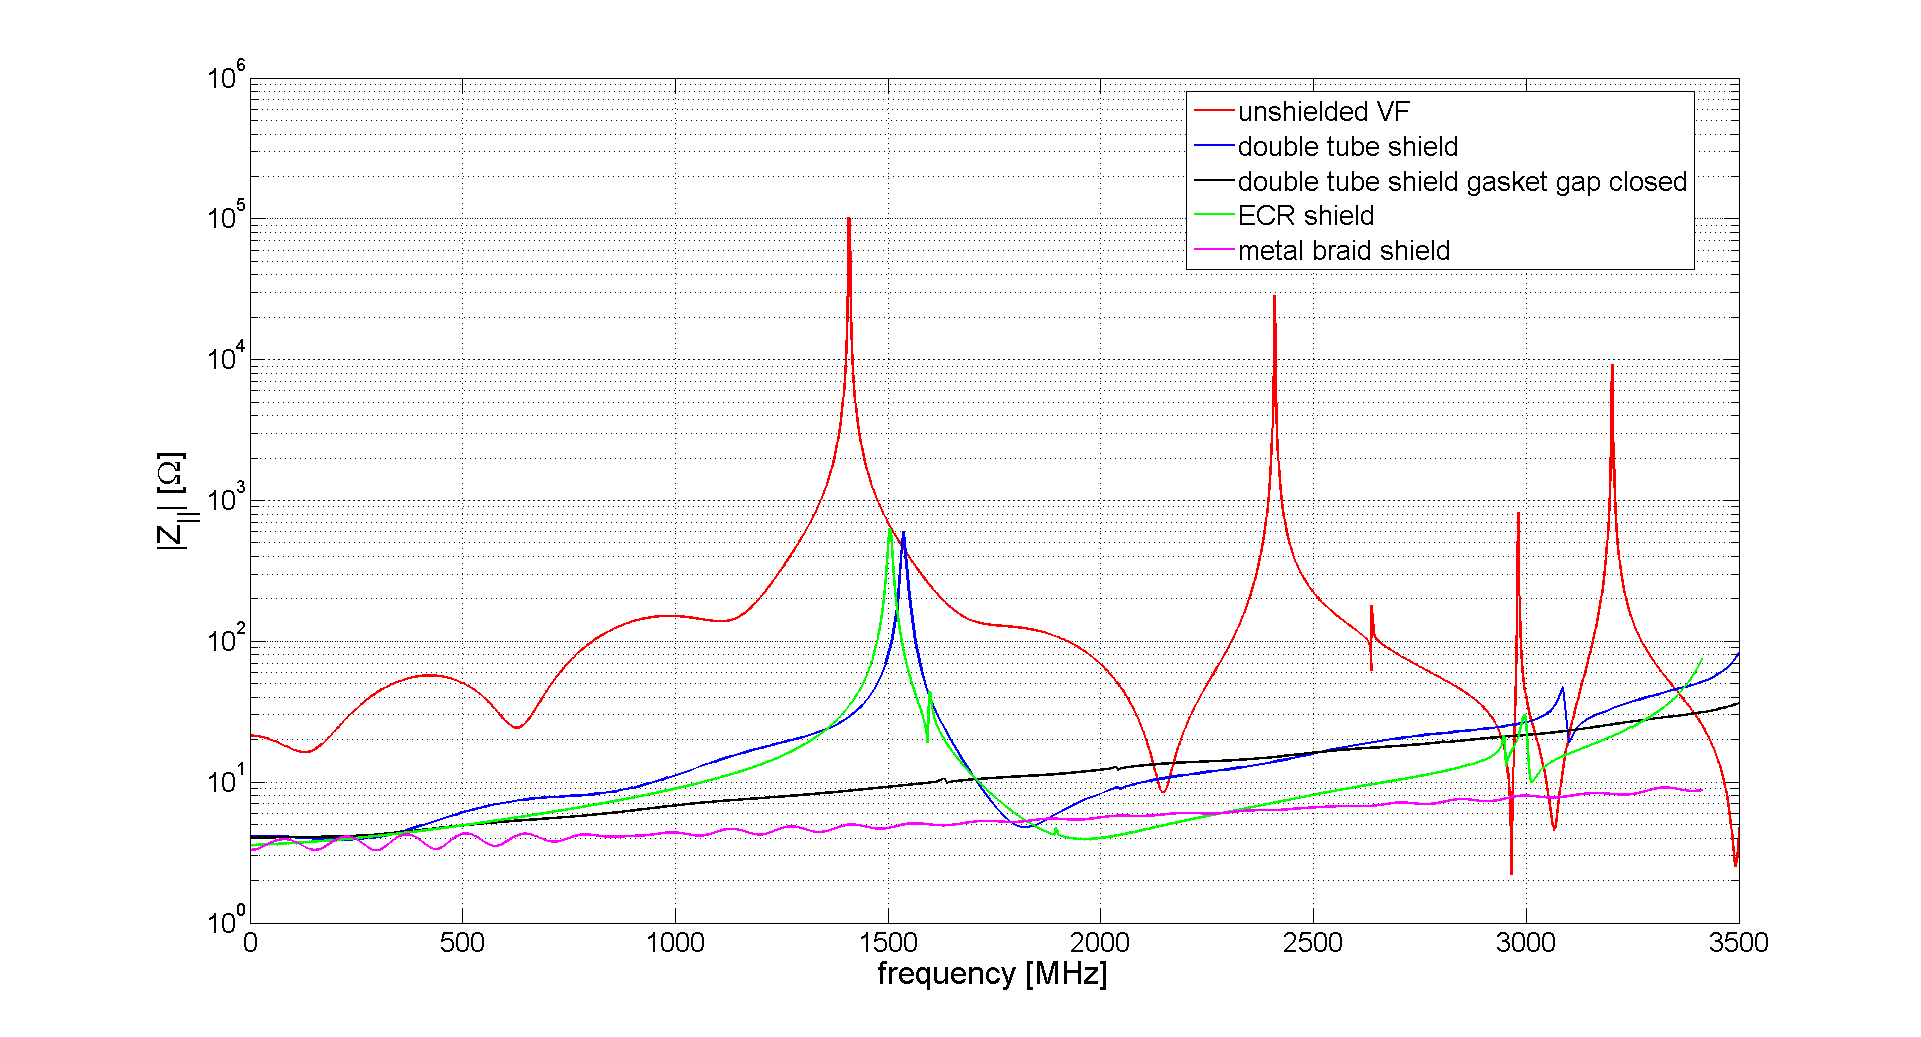 10^6
10^5
10^4
10^3
10^2
10^1
10^0
|Z_||| [Ω]
unshielded VF
double tube shield
double tube shield gasket gap closed
ECR shield
metal braid shield
0 500 1000 1500 2000 2500 3000 3500
frequency [MHz]